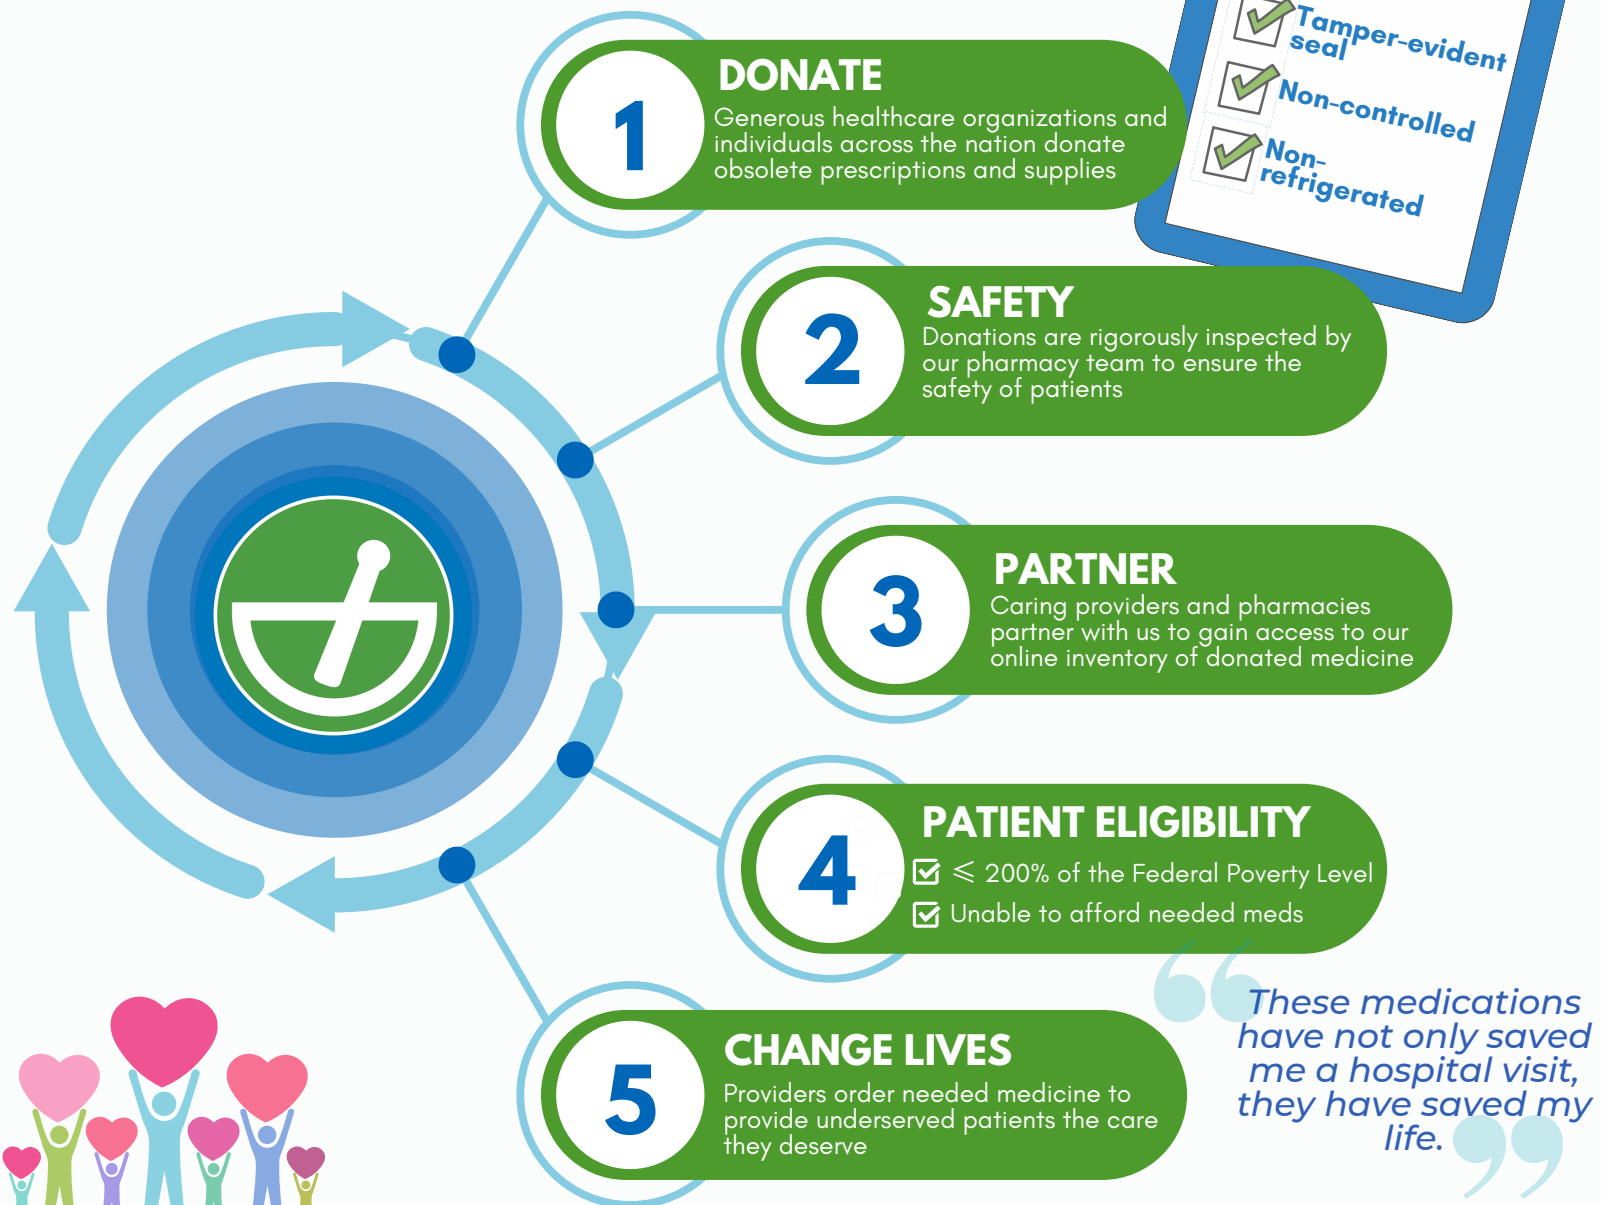 Tamper-evident
seal
Non-controlled
Non-
refrigerated
1
DONATE
Generous healthcare organizations and
individuals across the nation donate
obsolete prescriptions and supplies
2
SAFETY
Donations are rigorously inspected by
our pharmacy team to ensure the
safety of patients
3
PARTNER
Caring providers and pharmacies
partner with us to gain access to our
online inventory of donated medicine
4
PATIENT ELIGIBILITY
⩽ 200% of the Federal Poverty Level
Unable to afford needed meds
5
CHANGE LIVES
Providers order needed medicine to
provide underserved patients the care
they deserve
“These medications
have not only saved
me a hospital visit,
they have saved my
life.”